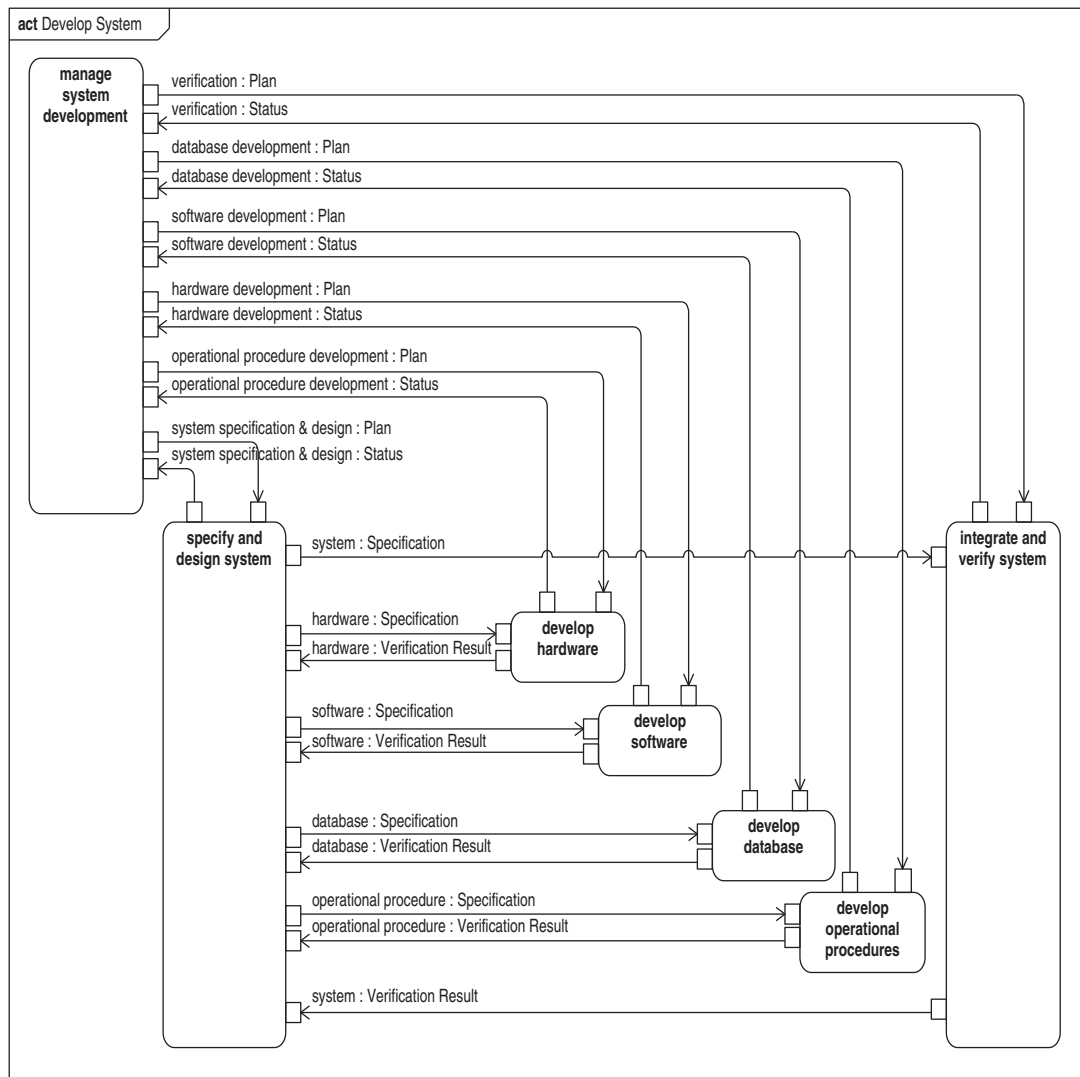 act Develop System
manage
system
development
verification : Plan
verification : Status
database development : Plan
database development : Status
software development : Plan
software development : Status
hardware development : Plan
hardware development : Status
operational procedure development : Plan
operational procedure development : Status
system specification & design : Plan
system specification & design : Status
specify and
design system
system : Specification
integrate and
verify system
hardware : Specification
hardware : Verification Result
develop
hardware
software : Specification
software : Verification Result
develop
software
database : Specification
database : Verification Result
develop
database
operational procedure : Specification
operational procedure : Verification Result
develop
operational
procedures
system : Verification Result